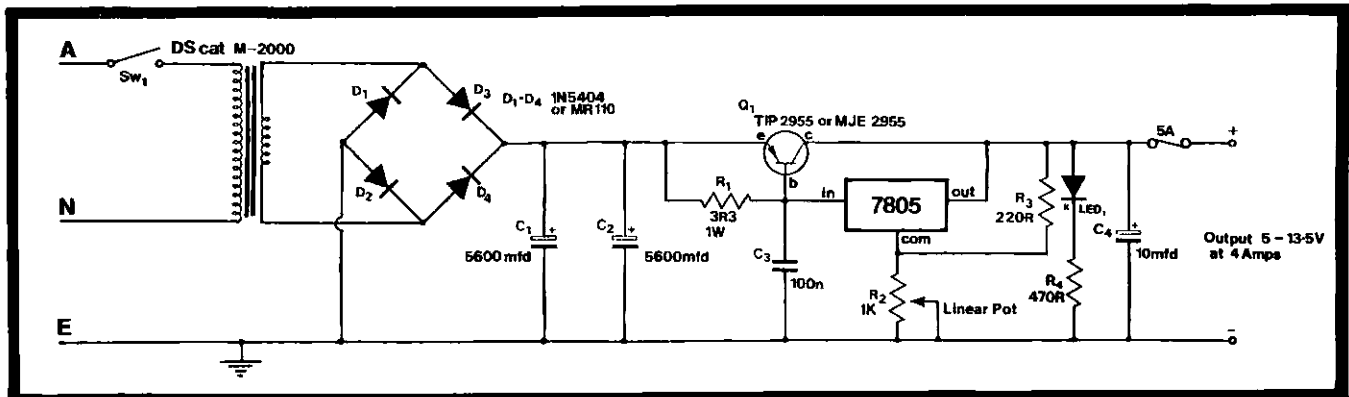 A
DS cat M-2000
Sw1
N
E
D1
D2
D3
D4
D1-D4 1N5404
or MR110
C1
+
5600mfd
C2
+
5600mfd
R1
3R3
1W
Q1
TIP 2955 or MJE 2955
e
c
b
C3
100n
in
7805
out
com
R2
1K
Linear Pot
R3
220R
K
LED1
R4
470R
C4
+
10mfd
5A
+
Output 5-13·5V
at 4 Amps
-